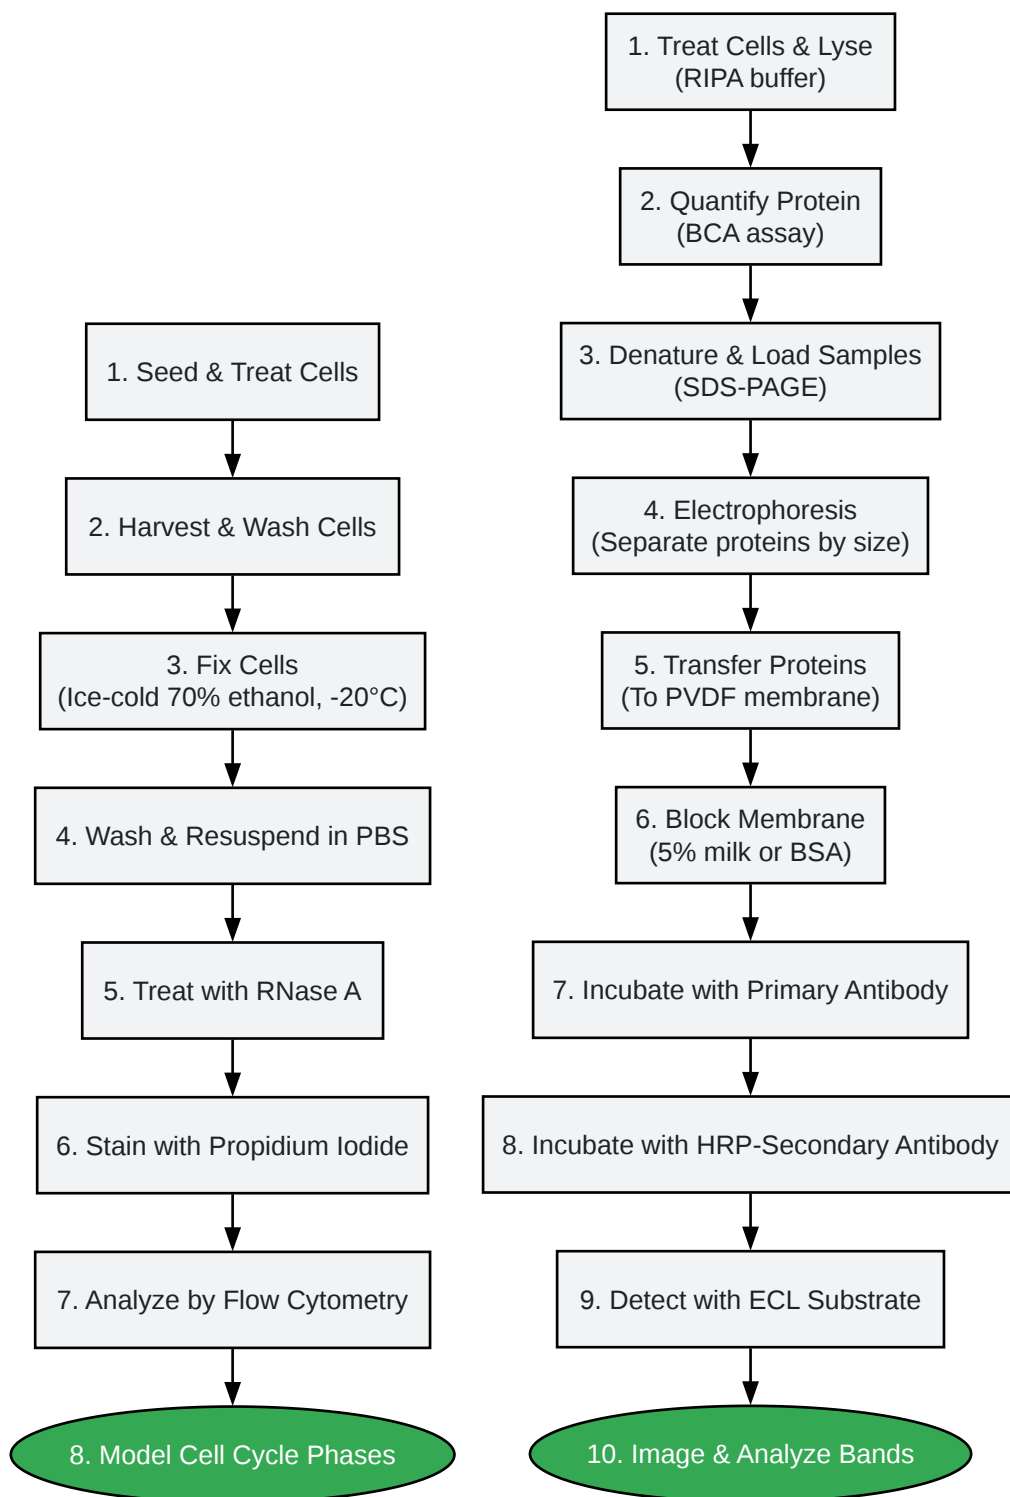 1. Seed & Treat Cells
2. Harvest & Wash Cells
3. Fix Cells
(Ice-cold 70% ethanol, -20°C)
4. Wash & Resuspend in PBS
5. Treat with RNase A
6. Stain with Propidium Iodide
7. Analyze by Flow Cytometry
8. Model Cell Cycle Phases
1. Treat Cells & Lyse
(RIPA buffer)
2. Quantify Protein
(BCA assay)
3. Denature & Load Samples
(SDS-PAGE)
4. Electrophoresis
(Separate proteins by size)
5. Transfer Proteins
(To PVDF membrane)
6. Block Membrane
(5% milk or BSA)
7. Incubate with Primary Antibody
8. Incubate with HRP-Secondary Antibody
9. Detect with ECL Substrate
10. Image & Analyze Bands